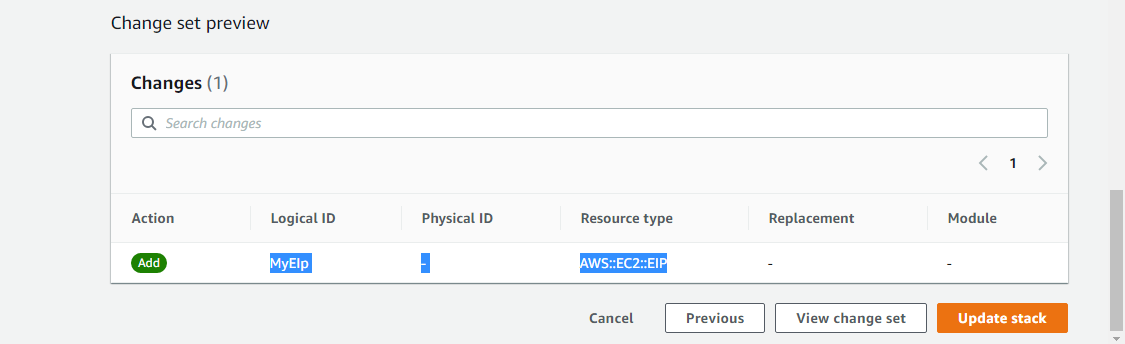 Change set preview
Changes (1)
Search changes
1
Action Logical ID Physical ID Resource type Replacement Module
Add MyEIp - AWS::EC2::EIP - -
Cancel Previous View change set Update stack